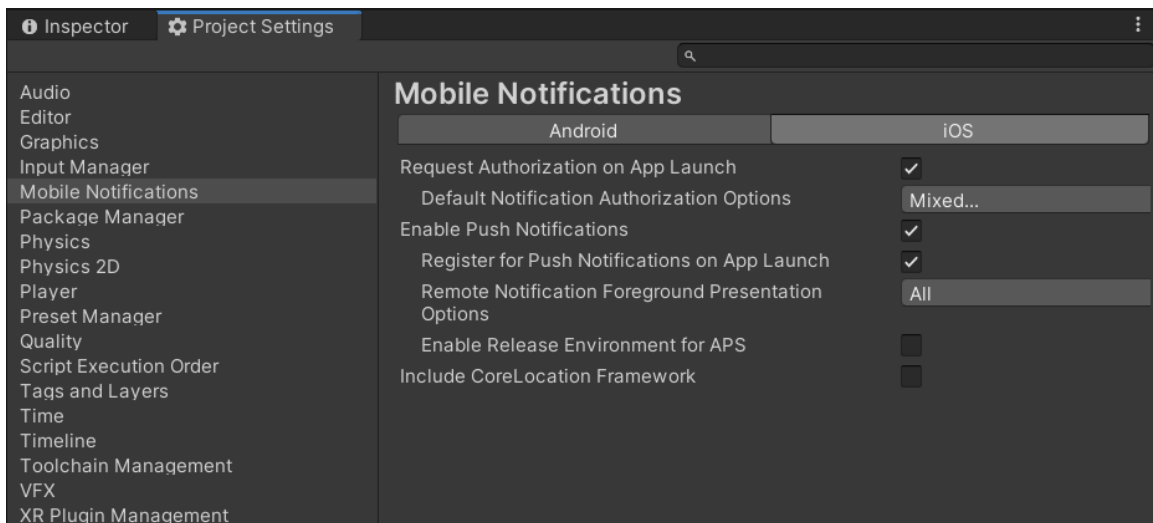 Inspector
Project Settings
Audio
Editor
Graphics
Input Manager
Mobile Notifications
Package Manager
Physics
Physics 2D
Player
Preset Manager
Quality
Script Execution Order
Tags and Layers
Time
Timeline
Toolchain Management
VFX
XR Plugin Management
Mobile Notifications
Android
iOS
Request Authorization on App Launch
Default Notification Authorization Options
Mixed...
Enable Push Notifications
Register for Push Notifications on App Launch
Remote Notification Foreground Presentation
Options
All
Enable Release Environment for APS
Include CoreLocation Framework